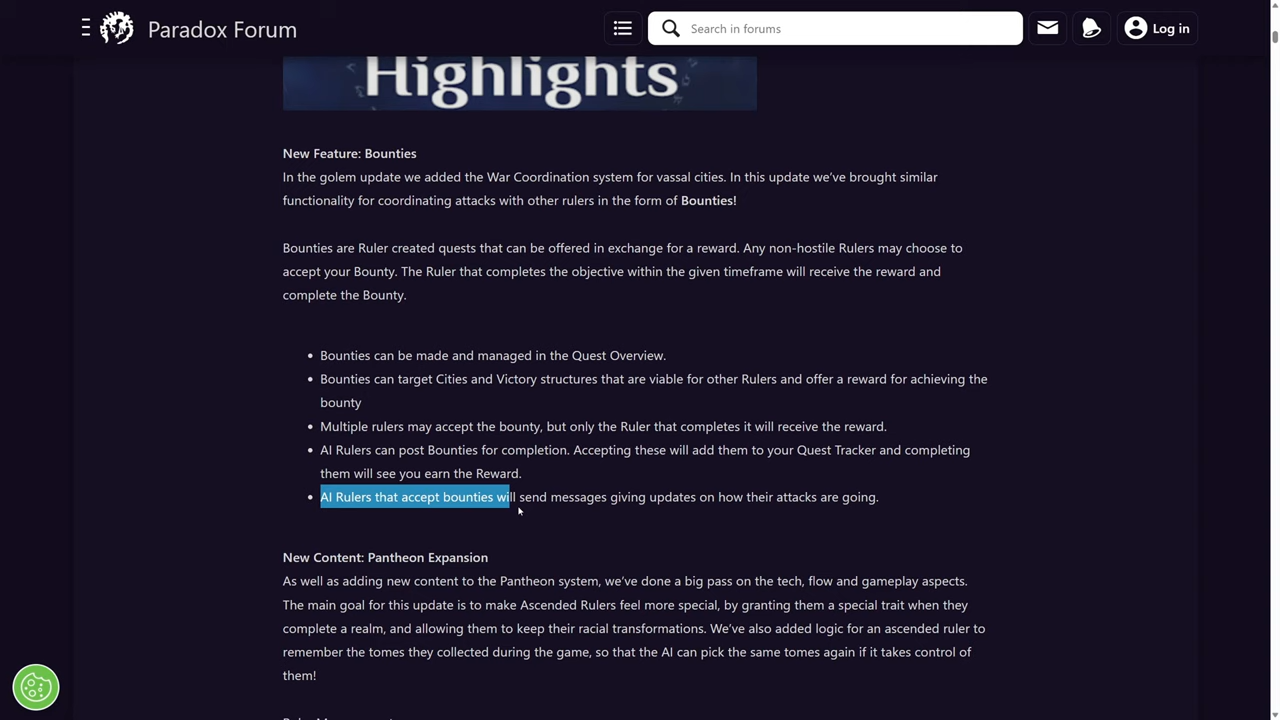 Paradox Forum
Search in forums
Log in
Highlights
New Feature: Bounties
In the golem update we added the War Coordination system for vassal cities. In this update we’ve brought similar
functionality for coordinating attacks with other rulers in the form of Bounties!
Bounties are Ruler created quests that can be offered in exchange for a reward. Any non-hostile Rulers may choose to
accept your Bounty. The Ruler that completes the objective within the given timeframe will receive the reward and
complete the Bounty.
• Bounties can be made and managed in the Quest Overview.
• Bounties can target Cities and Victory structures that are viable for other Rulers and offer a reward for achieving the
bounty
• Multiple rulers may accept the bounty, but only the Ruler that completes it will receive the reward.
• AI Rulers can post Bounties for completion. Accepting these will add them to your Quest Tracker and completing
them will see you earn the Reward.
• AI Rulers that accept bounties will send messages giving updates on how their attacks are going.
New Content: Pantheon Expansion
As well as adding new content to the Pantheon system, we’ve done a big pass on the tech, flow and gameplay aspects.
The main goal for this update is to make Ascended Rulers feel more special, by granting them a special trait when they
complete a realm, and allowing them to keep their racial transformations. We’ve also added logic for an ascended ruler to
remember the tomes they collected during the game, so that the AI can pick the same tomes again if it takes control of
them!